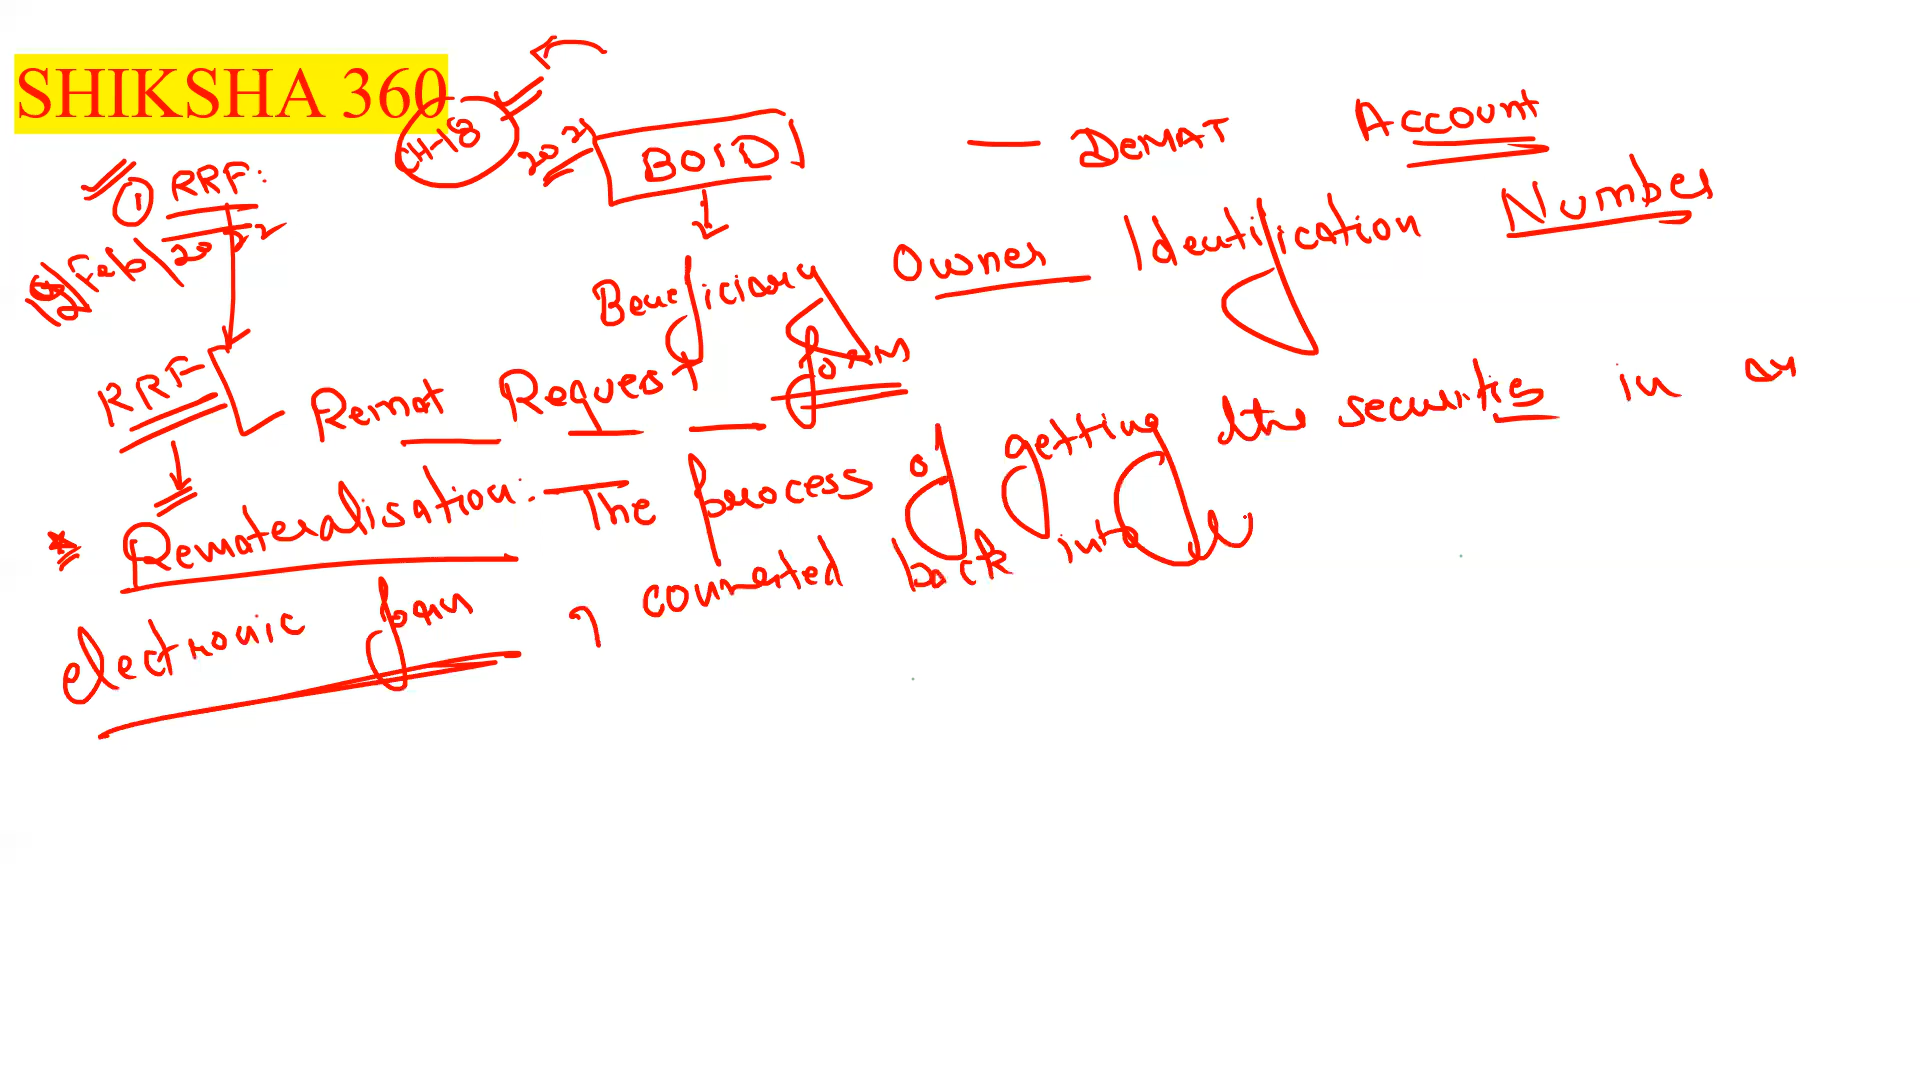 SHIKSHA 360
CH-18
2021
BOID — DEMAT Account
① RRF:
Feb/2022
Beneficiary Owner Identification Number
RRF Remat Request form
* Remateralisation:- The process of getting the securities in an
electronic form, converted back into